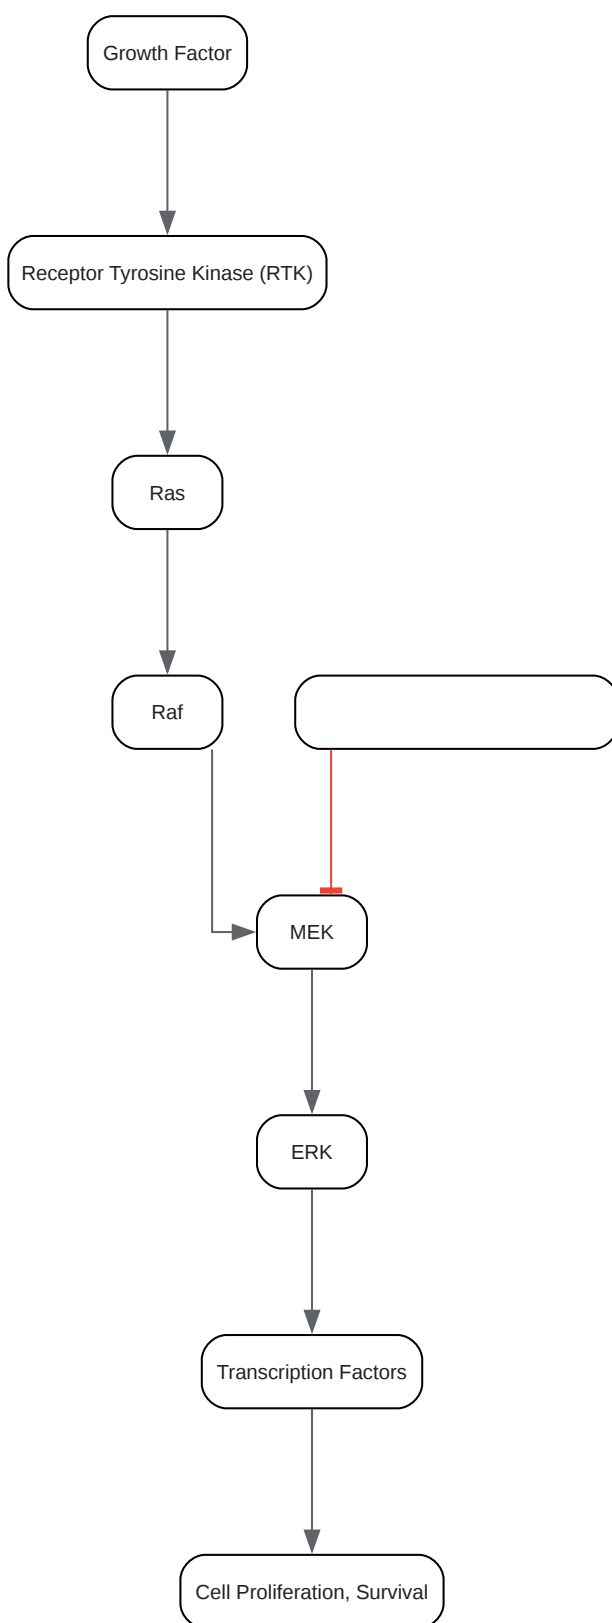 Growth Factor
Receptor Tyrosine Kinase (RTK)
Ras
Raf
MEK
ERK
Transcription Factors
Cell Proliferation, Survival